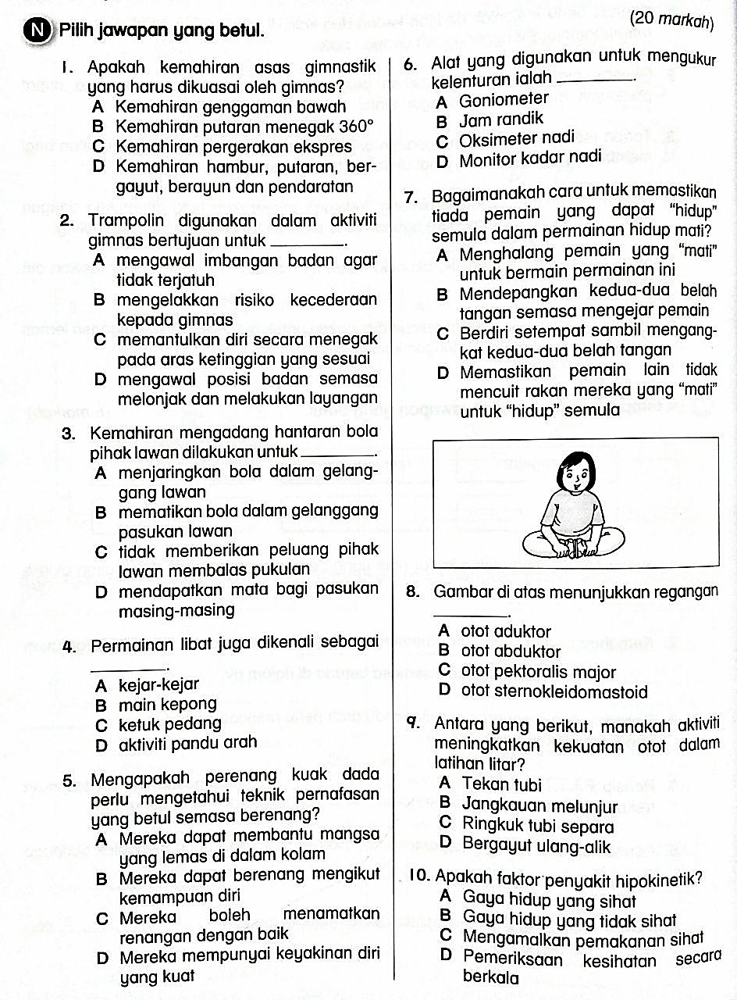 N Pilih jawapan yang betul.
(20 markah)
1. Apakah kemahiran asas gimnastik
yang harus dikuasai oleh gimnas?
A Kemahiran genggaman bawah
B Kemahiran putaran menegak 360°
C Kemahiran pergerakan ekspres
D Kemahiran hambur, putaran, ber-
gayut, berayun dan pendaratan
2. Trampolin digunakan dalam aktiviti
gimnas bertujuan untuk ________.
A mengawal imbangan badan agar
tidak terjatuh
B mengelakkan risiko kecederaan
kepada gimnas
C memantulkan diri secara menegak
pada aras ketinggian yang sesuai
D mengawal posisi badan semasa
melonjak dan melakukan layangan
3. Kemahiran mengadang hantaran bola
pihak lawan dilakukan untuk ________.
A menjaringkan bola dalam gelang-
gang lawan
B mematikan bola dalam gelanggang
pasukan lawan
C tidak memberikan peluang pihak
lawan membalas pukulan
D mendapatkan mata bagi pasukan
masing-masing
4. Permainan libat juga dikenali sebagai
________.
A kejar-kejar
B main kepong
C ketuk pedang
D aktiviti pandu arah
5. Mengapakah perenang kuak dada
perlu mengetahui teknik pernafasan
yang betul semasa berenang?
A Mereka dapat membantu mangsa
yang lemas di dalam kolam
B Mereka dapat berenang mengikut
kemampuan diri
C Mereka boleh menamatkan
renangan dengan baik
D Mereka mempunyai keyakinan diri
yang kuat
6. Alat yang digunakan untuk mengukur
kelenturan ialah ________.
A Goniometer
B Jam randik
C Oksimeter nadi
D Monitor kadar nadi
7. Bagaimanakah cara untuk memastikan
tiada pemain yang dapat "hidup"
semula dalam permainan hidup mati?
A Menghalang pemain yang "mati"
untuk bermain permainan ini
B Mendepangkan kedua-dua belah
tangan semasa mengejar pemain
C Berdiri setempat sambil mengang-
kat kedua-dua belah tangan
D Memastikan pemain lain tidak
mencuit rakan mereka yang "mati"
untuk "hidup" semula
8. Gambar di atas menunjukkan regangan
________.
A otot aduktor
B otot abduktor
C otot pektoralis major
D otot sternokleidomastoid
9. Antara yang berikut, manakah aktiviti
meningkatkan kekuatan otot dalam
latihan litar?
A Tekan tubi
B Jangkauan melunjur
C Ringkuk tubi separa
D Bergayut ulang-alik
10. Apakah faktor penyakit hipokinetik?
A Gaya hidup yang sihat
B Gaya hidup yang tidak sihat
C Mengamalkan pemakanan sihat
D Pemeriksaan kesihatan secara
berkala